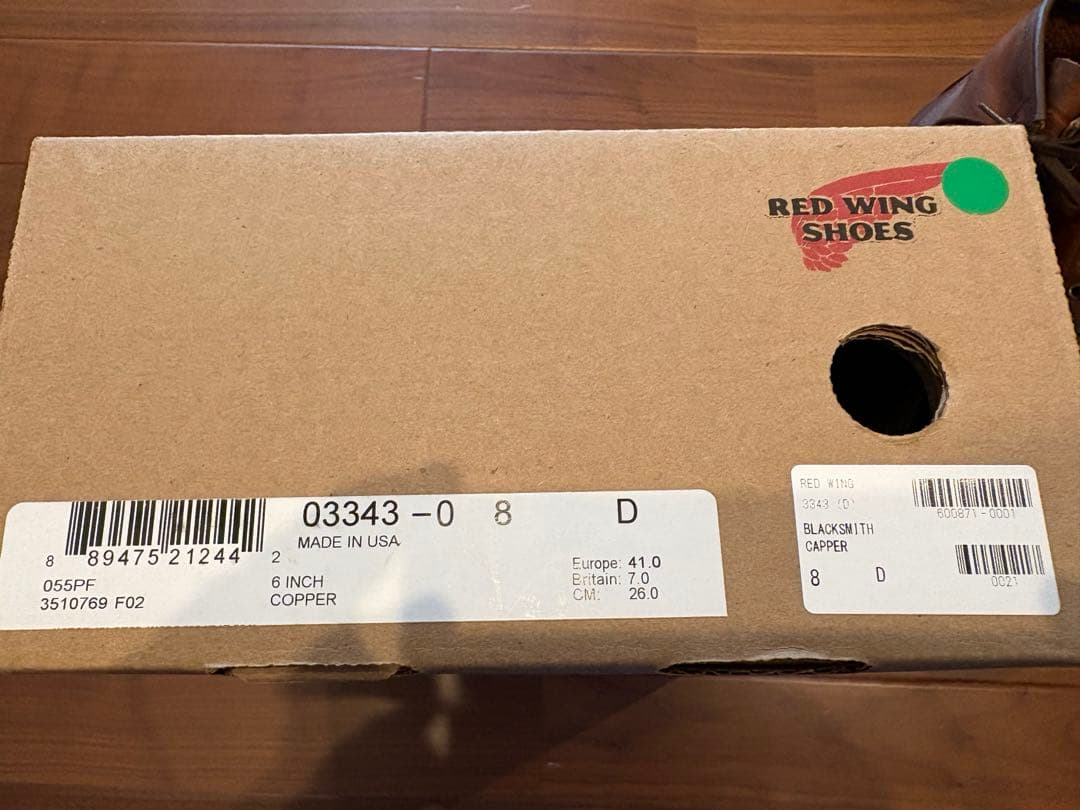 RED WING
SHOES
03343-0 8 D
MADE IN USA
8 89475 21244 2
055PF
3510769 F02
6 INCH
COPPER
Europe: 41.0
Britain: 7.0
CM: 26.0
RED WING
3343 (D)
600871-0001
BLACKSMITH
CAPPER
8 D
0021